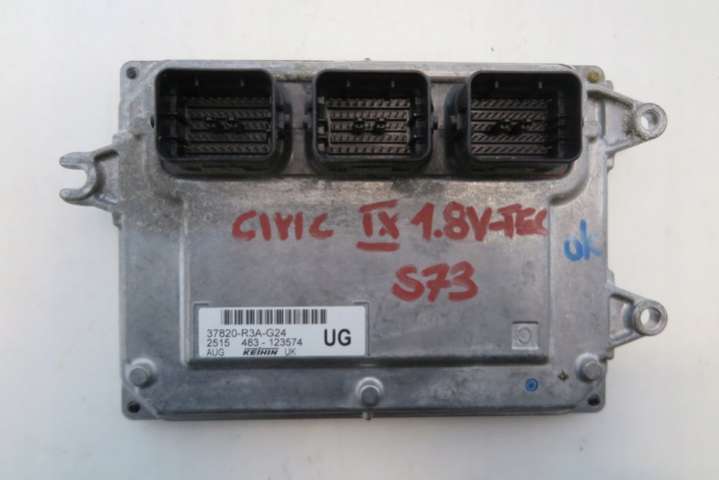 CIVIC IX 1.8V-TEC
UK
S73
37820-R3A-G24
2515 483-123574 UG
AUG KEIHIN UK